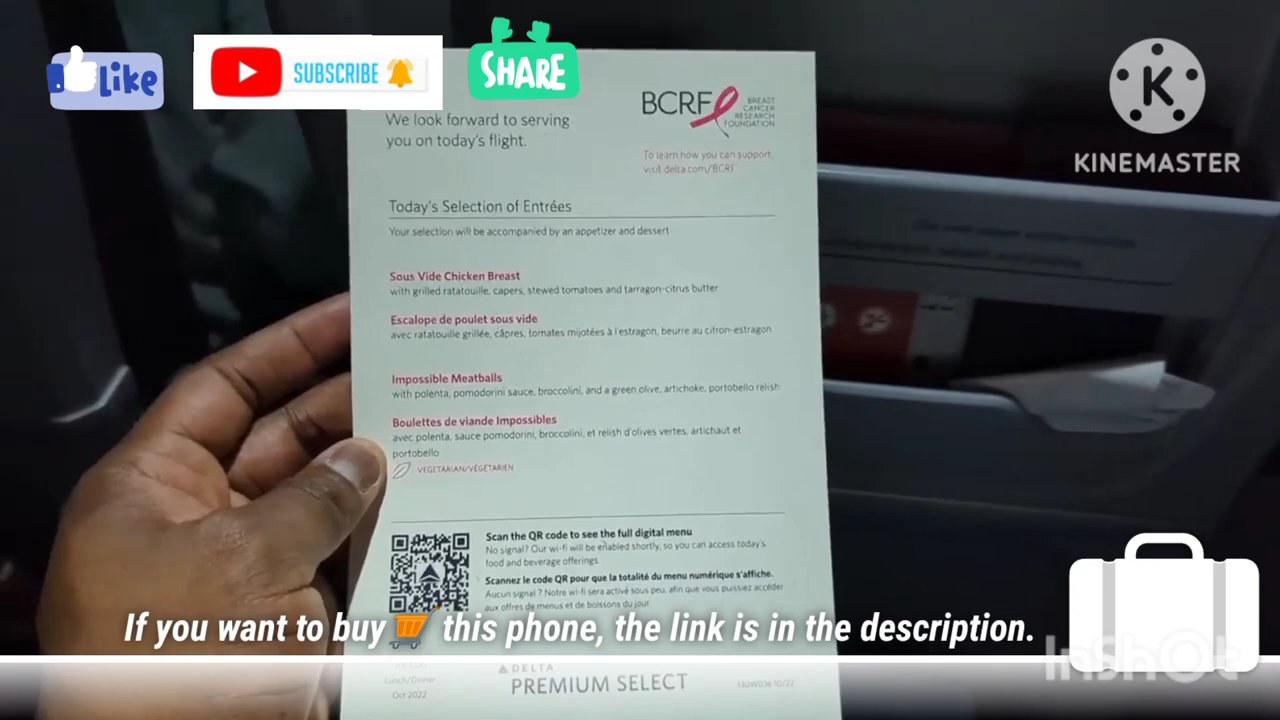 Like
SUBSCRIBE
SHARE
K
KINEMASTER
We look forward to serving
you on today's flight.
BCRF
BREAST
CANCER
RESEARCH
FOUNDATION
To learn how you can support,
visit delta.com/BCRF
Today's Selection of Entrées
Your selection will be accompanied by an appetizer and dessert
Sous Vide Chicken Breast
with grilled ratatouille, capers, stewed tomatoes and tarragon-citrus butter
Escalope de poulet sous vide
avec ratatouille grillée, câpres, tomates mijotées à l'estragon, beurre au citron-estragon
Impossible Meatballs
with polenta, pomodorini sauce, broccolini, and a green olive, artichoke, portobello relish
Boulettes de viande Impossibles
avec polenta, sauce pomodorini, broccolini, et relish d'olives vertes, artichaut et
portobello
VEGETARIAN/VÉGÉTARIEN
Scan the QR code to see the full digital menu
No signal? Our wi-fi will be enabled shortly, so you can access today's
food and beverage offerings.
Scannez le code QR pour que la totalité du menu numérique s'affiche.
Aucun signal ? Notre wi-fi sera activé sous peu, afin que vous puissiez accéder
aux offres de menus et de boissons du jour
If you want to buy this phone, the link is in the description.
Lunch/Dinner
Oct 2022
DELTA
PREMIUM SELECT
130W036 10/22
InShOt